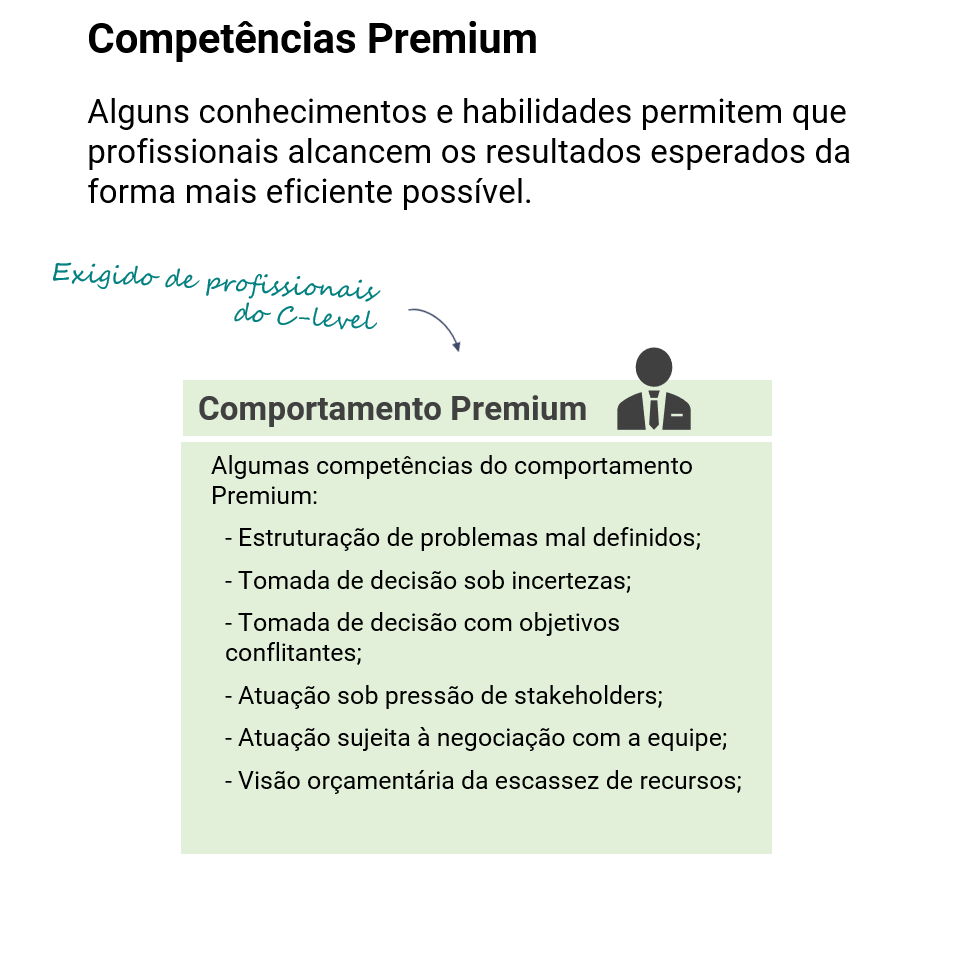 Competências Premium
Alguns conhecimentos e habilidades permitem que
profissionais alcancem os resultados esperados da
forma mais eficiente possível.
Exigido de profissionais
do C-level
Comportamento Premium
Algumas competências do comportamento
Premium:
- Estruturação de problemas mal definidos;
- Tomada de decisão sob incertezas;
- Tomada de decisão com objetivos
conflitantes;
- Atuação sob pressão de stakeholders;
- Atuação sujeita à negociação com a equipe;
- Visão orçamentária da escassez de recursos;